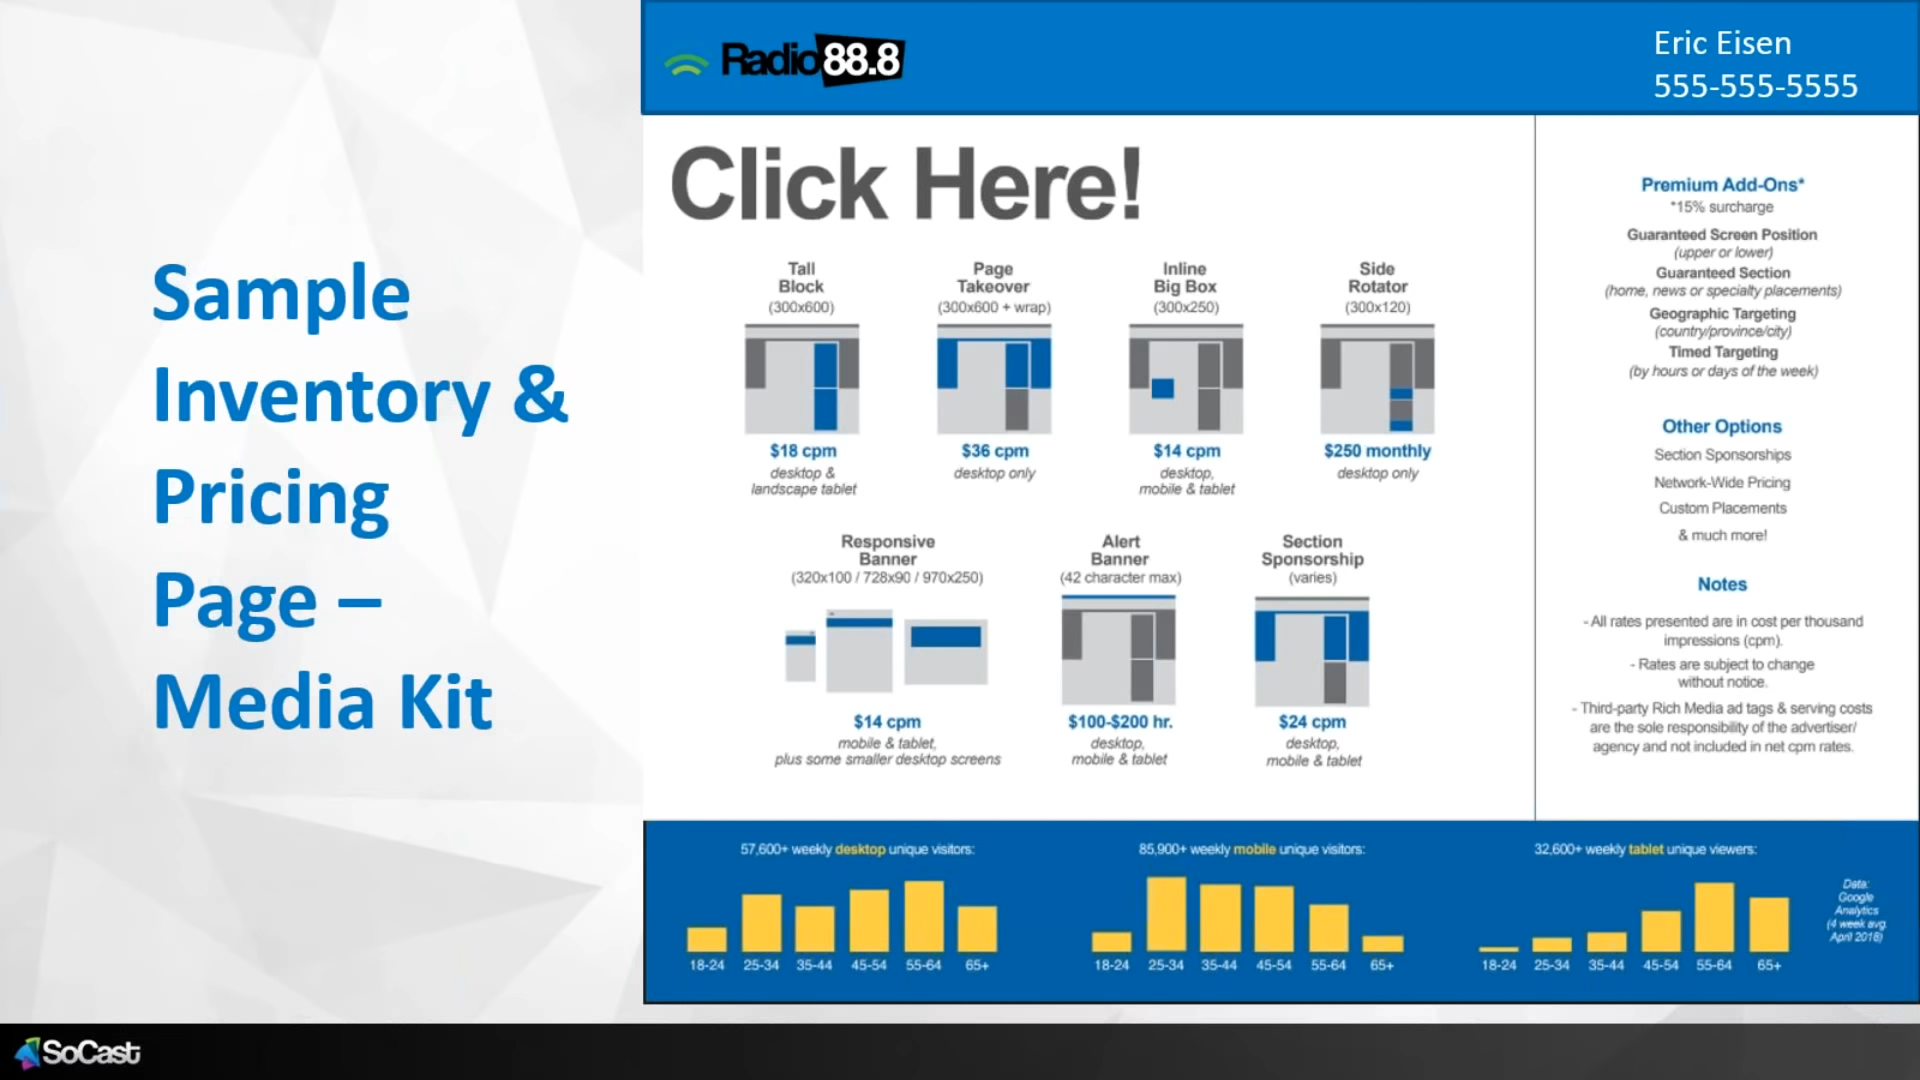 Sample
Inventory &
Pricing
Page –
Media Kit
Radio 88.8
Eric Eisen
555-555-5555
Click Here!
Tall
Block
(300x600)
$18 cpm
desktop &
landscape tablet
Page
Takeover
(300x600 + wrap)
$36 cpm
desktop only
Inline
Big Box
(300x250)
$14 cpm
desktop,
mobile & tablet
Side
Rotator
(300x120)
$250 monthly
desktop only
Responsive
Banner
(320x100 / 728x90 / 970x250)
$14 cpm
mobile & tablet,
plus some smaller desktop screens
Alert
Banner
(42 character max)
$100-$200 hr.
desktop,
mobile & tablet
Section
Sponsorship
(varies)
$24 cpm
desktop,
mobile & tablet
Premium Add-Ons*
*15% surcharge
Guaranteed Screen Position
(upper or lower)
Guaranteed Section
(home, news or specialty placements)
Geographic Targeting
(country/province/city)
Timed Targeting
(by hours or days of the week)
Other Options
Section Sponsorships
Network-Wide Pricing
Custom Placements
& much more!
Notes
- All rates presented are in cost per thousand
impressions (cpm).
- Rates are subject to change
without notice.
- Third-party Rich Media ad tags & serving costs
are the sole responsibility of the advertiser/
agency and not included in net cpm rates.
57,600+ weekly desktop unique visitors:
18-24 25-34 35-44 45-54 55-64 65+
85,900+ weekly mobile unique visitors:
18-24 25-34 35-44 45-54 55-64 65+
32,600+ weekly tablet unique viewers:
18-24 25-34 35-44 45-54 55-64 65+
Data:
Google
Analytics
(4 week avg.
April 2018)
SoCast